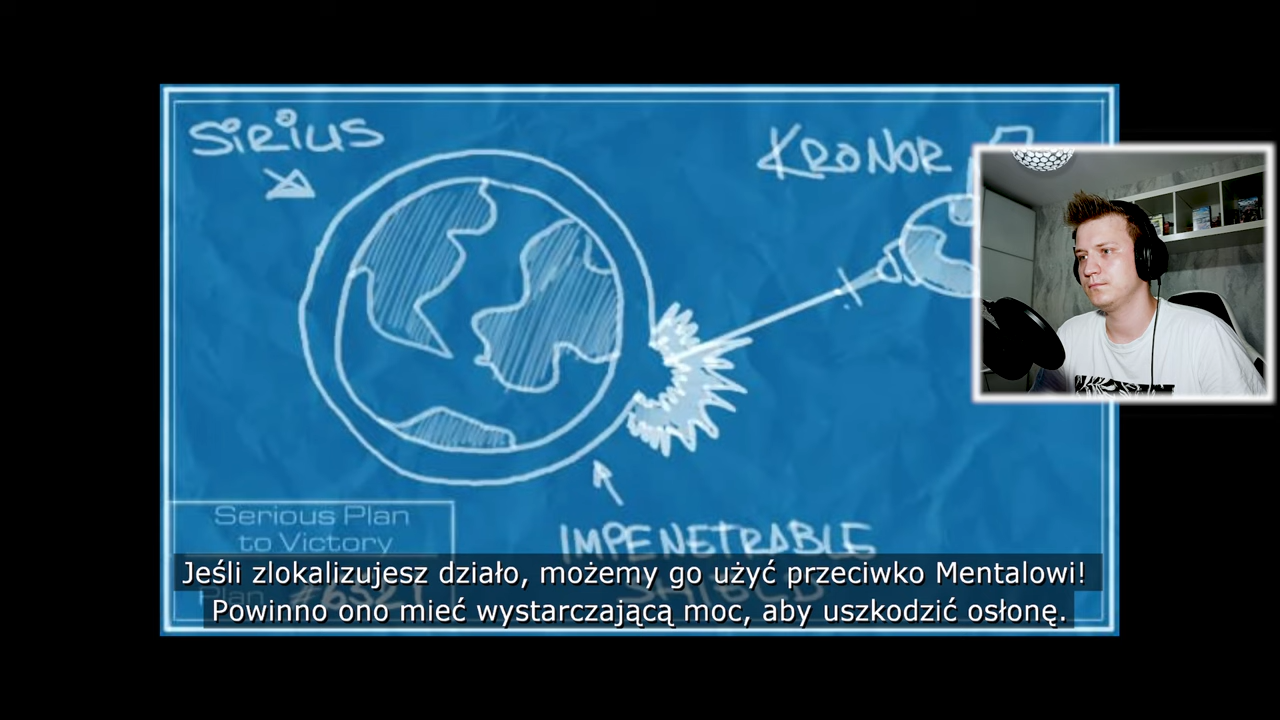 SiRiUS
KRONOR
IMPENETRABLE
Serious Plan
to Victory
Jeśli zlokalizujesz działo, możemy go użyć przeciwko Mentalowi!
Powinno ono mieć wystarczającą moc, aby uszkodzić osłonę.